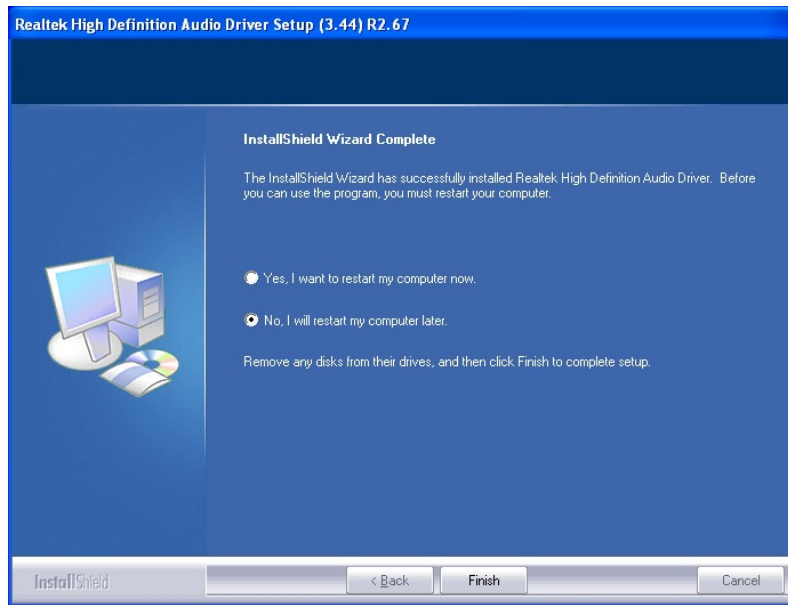 Realtek High Definition Audio Driver Setup (3.44) R2.67
InstallShield Wizard Complete
The InstallShield Wizard has successfully installed Realtek High Definition Audio Driver. Before
you can use the program, you must restart your computer.
Yes, I want to restart my computer now.
No, I will restart my computer later.
Remove any disks from their drives, and then click Finish to complete setup.
InstallShield
< Back
Finish
Cancel